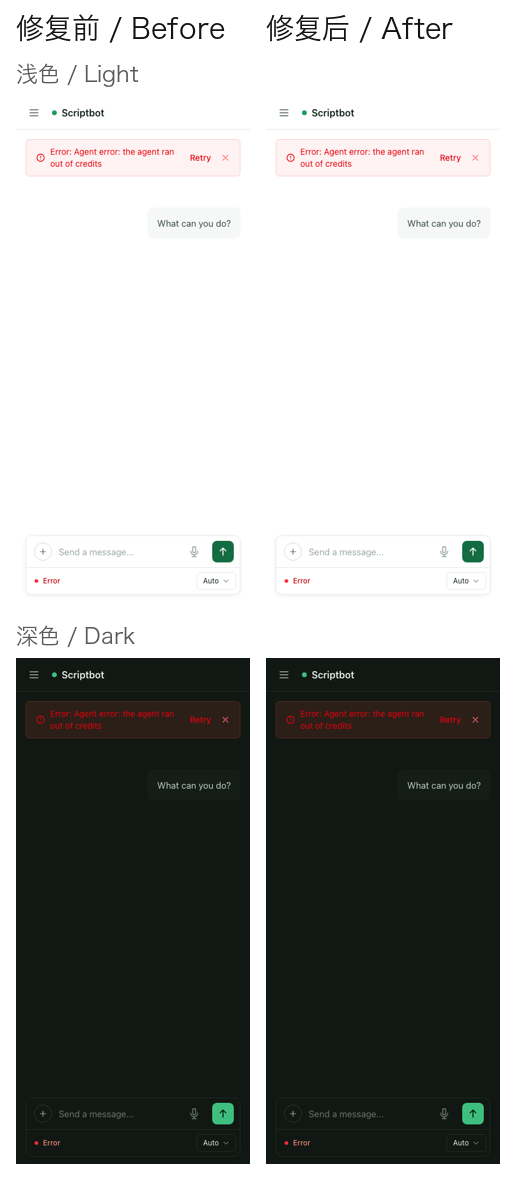 修复前 / Before
修复后 / After
浅色 / Light
Scriptbot
Error: Agent error: the agent ran
out of credits
Retry
What can you do?
Send a message...
Error
Auto
Scriptbot
Error: Agent error: the agent ran
out of credits
Retry
What can you do?
Send a message...
Error
Auto
深色 / Dark
Scriptbot
Error: Agent error: the agent ran
out of credits
Retry
What can you do?
Send a message...
Error
Auto
Scriptbot
Error: Agent error: the agent ran
out of credits
Retry
What can you do?
Send a message...
Error
Auto